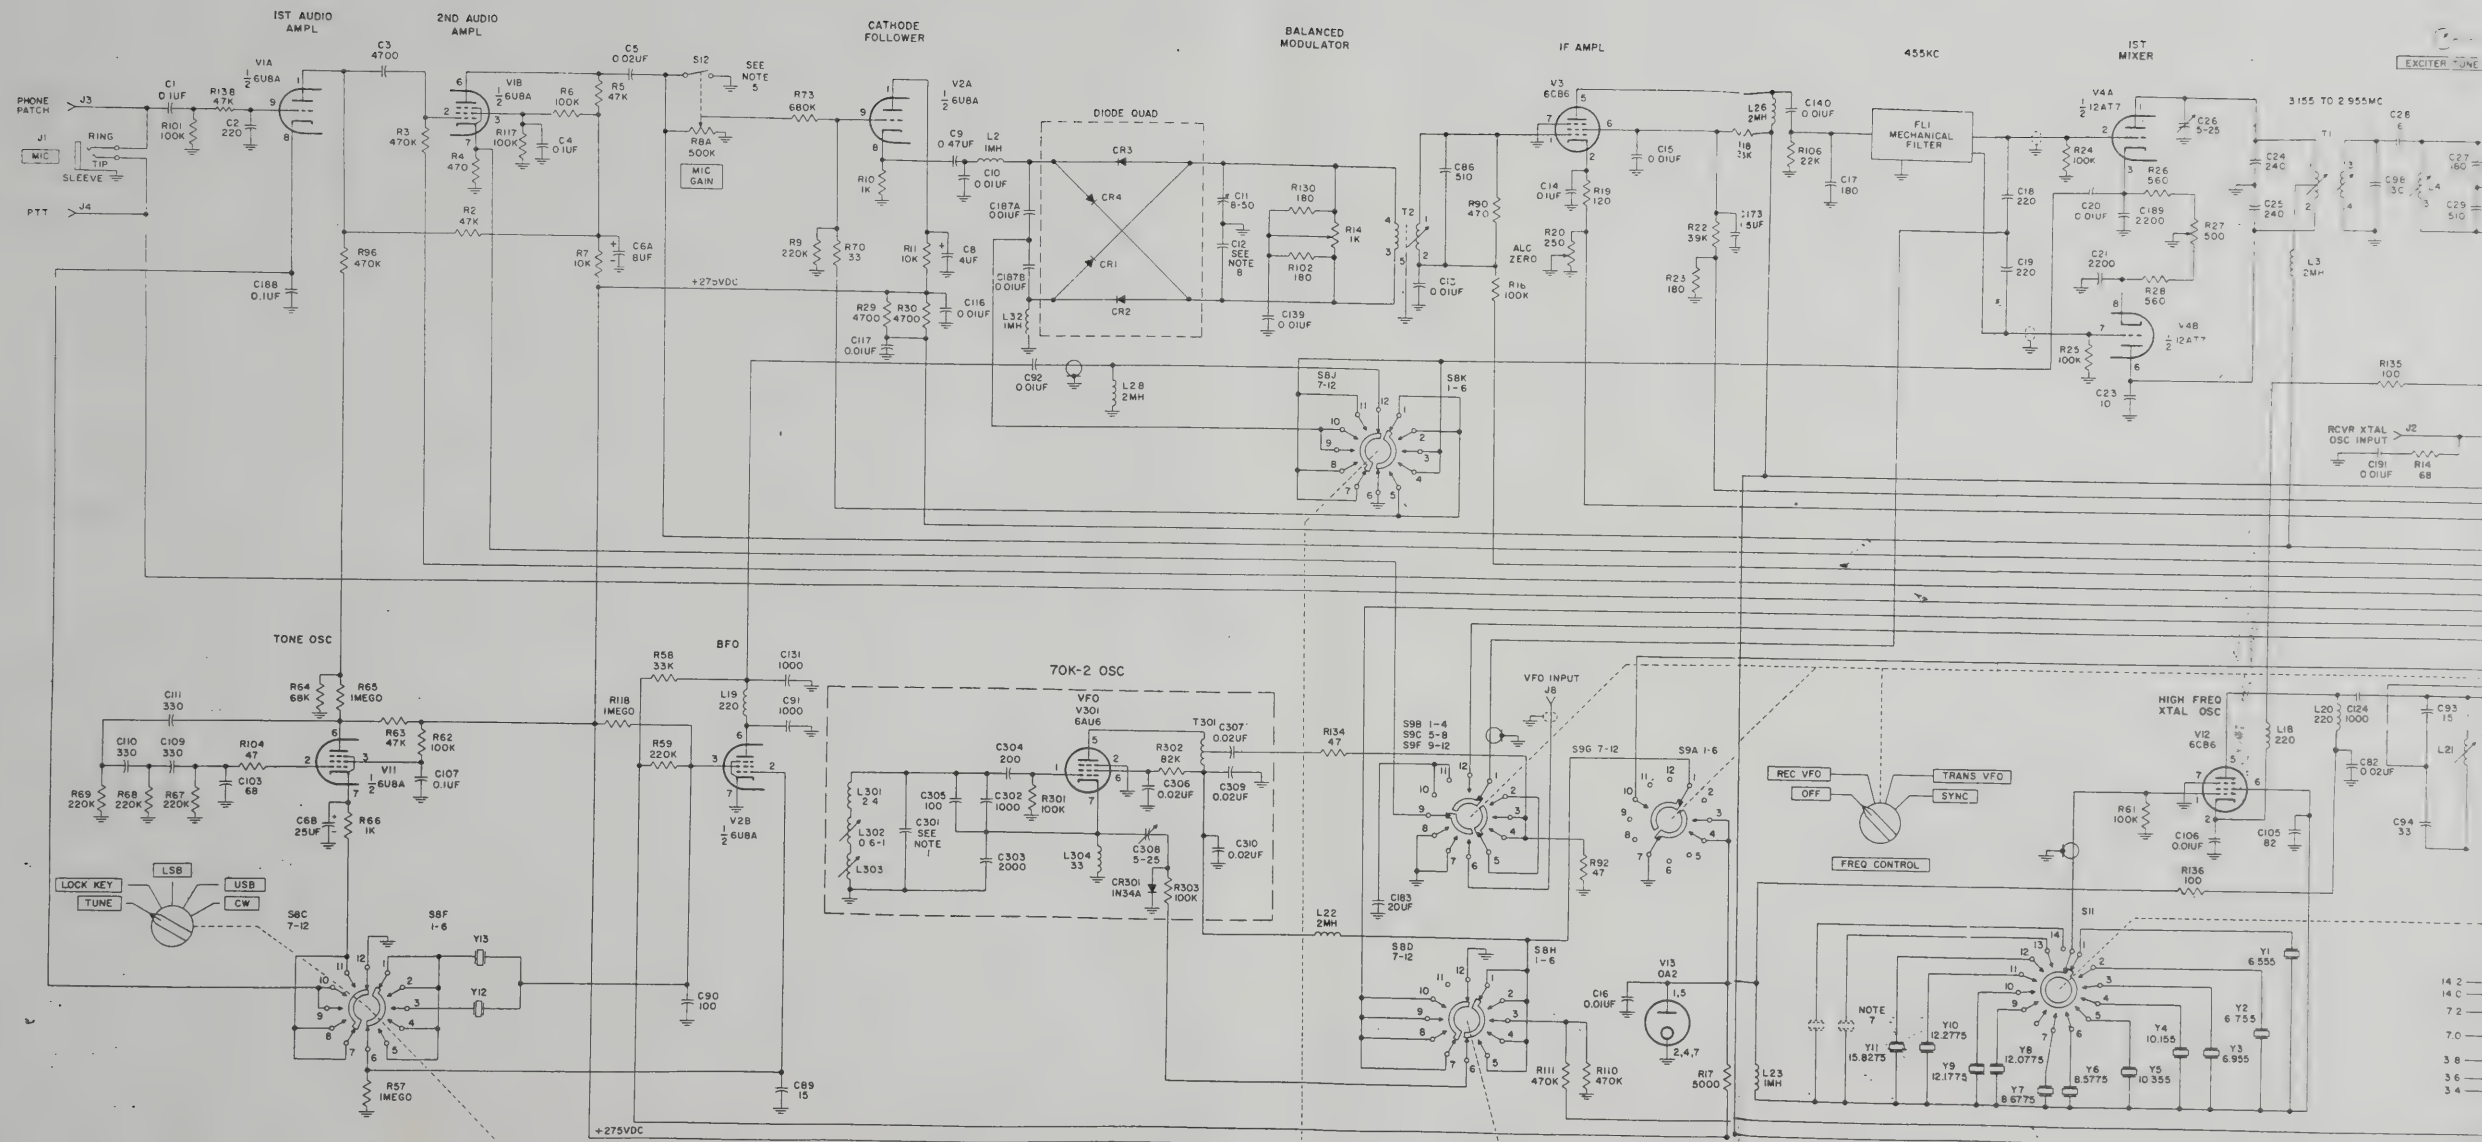 1ST AUDIO
AMPL
2ND AUDIO
AMPL
CATHODE
FOLLOWER
BALANCED
MODULATOR
IF AMPL
455KC
1ST
MIXER
EXCITER TUNE
C3
4700
V1A
1/2 6U8A
V1B
1/2 6U8A
C5
0.02UF
S12
SEE
NOTE
5
V2A
1/2 6U8A
V3
6CB6
V4A
1/2 12AT7
3.155 TO 2.955MC
PHONE
PATCH
J3
C1
0.1UF
R138
47K
R101
100K
C2
220
R3
470K
R4
470
R117
100K
R6
100K
C4
0.1UF
R5
47K
R73
680K
R8A
500K
MIC
GAIN
J1
MIC
RING
TIP
SLEEVE
PTT
J4
R10
1K
C9
0.47UF
L2
1MH
C10
0.01UF
DIODE QUAD
CR3
CR4
CR1
CR2
C187A
0.01UF
C187B
0.01UF
L32
1MH
C11
8-50
C12
SEE
NOTE
8
R130
180
R14
1K
R102
180
C139
0.01UF
T2
C86
510
R90
470
C14
0.01UF
R19
120
C15
0.01UF
L26
2MH
C140
0.01UF
R106
22K
C17
180
FL1
MECHANICAL
FILTER
R24
100K
C18
220
C19
220
C20
0.01UF
C189
2200
R26
560
R27
500
C21
2200
R28
560
V4B
1/2 12AT7
R25
100K
C23
10
C26
5-25
C24
240
C25
240
T1
C28
6
C29
510
L3
2MH
R2
47K
R96
470K
R7
10K
C6A
8UF
R9
220K
R70
33
R11
10K
C8
4UF
C188
0.1UF
+275VDC
R29
4700
R30
4700
C116
0.01UF
C117
0.01UF
ALC
ZERO
R20
250
R16
100K
R22
39K
R23
180
C92
0.01UF
L28
2MH
S8J
7-12
S8K
1-6
R135
100
RCVR XTAL
OSC INPUT
J2
C191
0.01UF
R14
68
TONE OSC
BFO
70K-2 OSC
R64
68K
R65
1MEGO
C111
330
C110
330
C109
330
R104
47
R63
47K
R62
100K
R69
220K
R68
220K
R67
220K
C103
68
V11
1/2 6U8A
C107
0.1UF
C68
25UF
R66
1K
R58
33K
C131
1000
L19
220
C91
1000
R118
1MEGO
R59
220K
V2B
1/2 6U8A
VFO
V301
6AU6
T301
C307
0.02UF
C304
200
R302
82K
C306
0.02UF
C309
0.02UF
L301
2.4
L302
0.6-1
L303
C305
100
C302
1000
R301
100K
C301
SEE
NOTE
1
C303
2000
L304
33
C308
5-25
CR301
1N34A
R303
100K
C310
0.02UF
R134
47
VFO INPUT
J8
S9B 1-4
S9C 5-8
S9F 9-12
S9G 7-12
S9A 1-6
R92
47
C183
20UF
L22
2MH
REC VFO
OFF
TRANS VFO
SYNC
FREQ CONTROL
HIGH FREQ
XTAL OSC
V12
6CB6
L18
220
L20
220
C124
1000
C93
15
L21
C82
0.02UF
R61
100K
C106
0.01UF
C105
82
C94
33
R136
100
LOCK KEY
LSB
USB
TUNE
CW
S8C
7-12
S8F
1-6
Y13
Y12
C90
100
R57
1MEGO
C89
15
+275VDC
S8D
7-12
S8H
1-6
V13
OA2
C16
0.01UF
1,5
2,4,7
R111
470K
R110
470K
R17
5000
L23
1MH
S11
NOTE
7
Y11
15.8275
Y10
12.2775
Y9
12.1775
Y8
12.0775
Y7
8.6775
Y6
8.5775
Y5
10.355
Y4
10.155
Y3
6.955
Y2
6.755
Y1
6.555
14.2
14.0
7.2
7.0
3.8
3.6
3.4